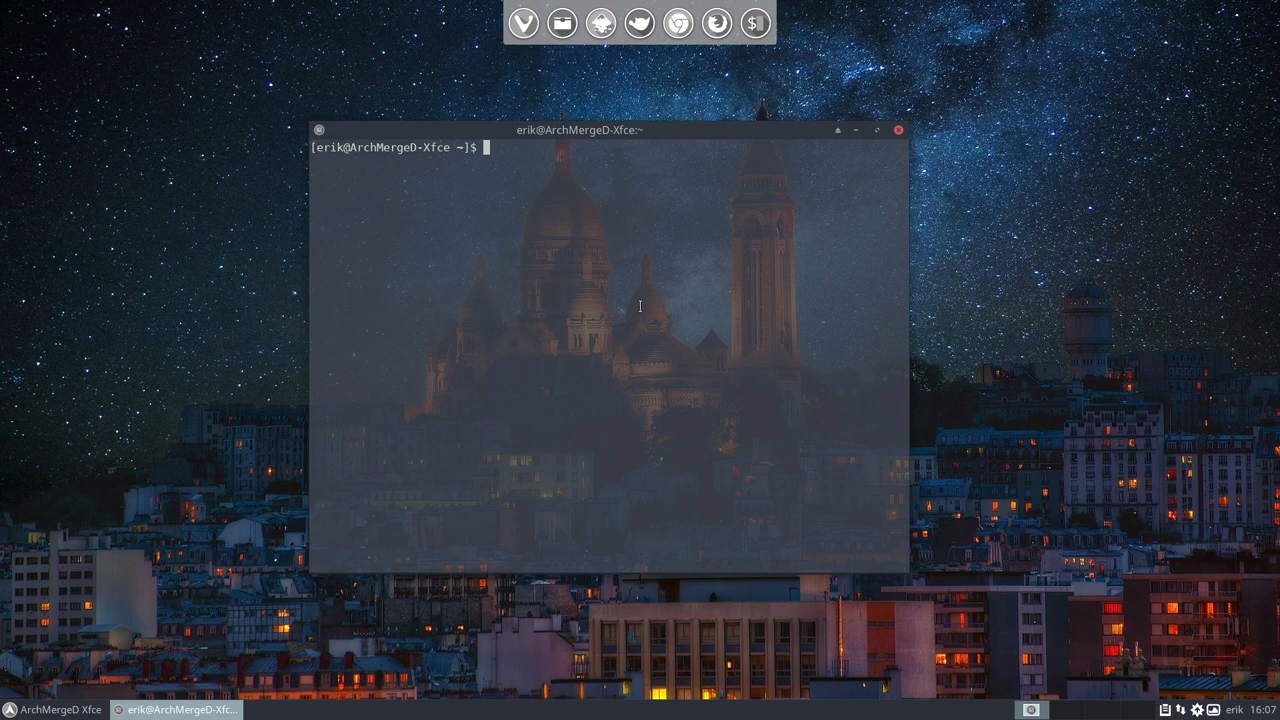 $
erik@ArchMergeD-Xfce:~
[erik@ArchMergeD-Xfce ~]$
ArchMergeD Xfce
erik@ArchMergeD-Xfc...
erik
16:07